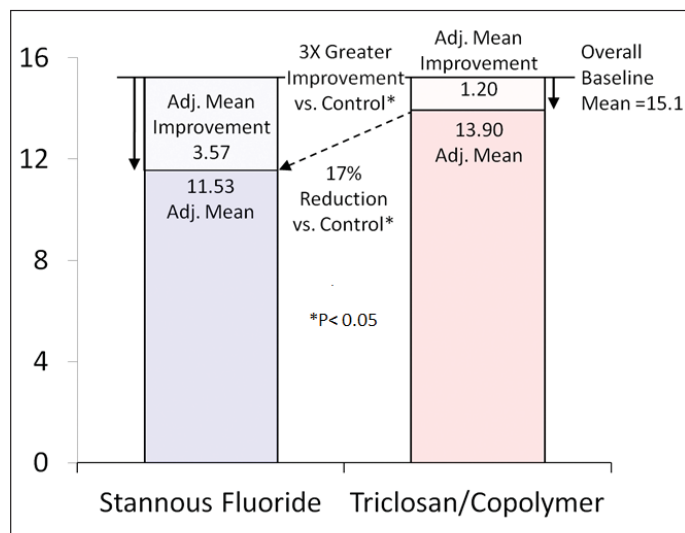 16
12
8
4
0
Adj. Mean
Improvement
3.57
11.53
Adj. Mean
3X Greater
Improvement
vs. Control*
17%
Reduction
vs. Control*
*P< 0.05
Adj. Mean
Improvement
1.20
13.90
Adj. Mean
Overall
Baseline
Mean =15.1
Stannous Fluoride
Triclosan/Copolymer